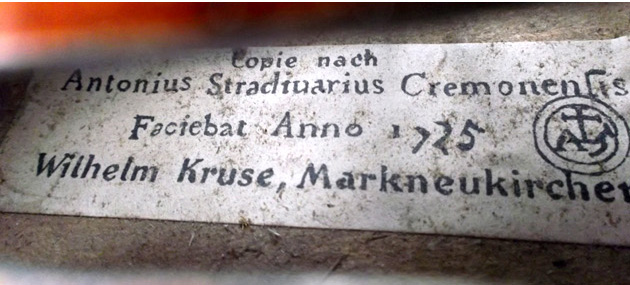 Copie nach
Antonius Stradiuarius Cremonensis
Faciebat Anno 1725
Wilhelm Kruse, Markneukirchen